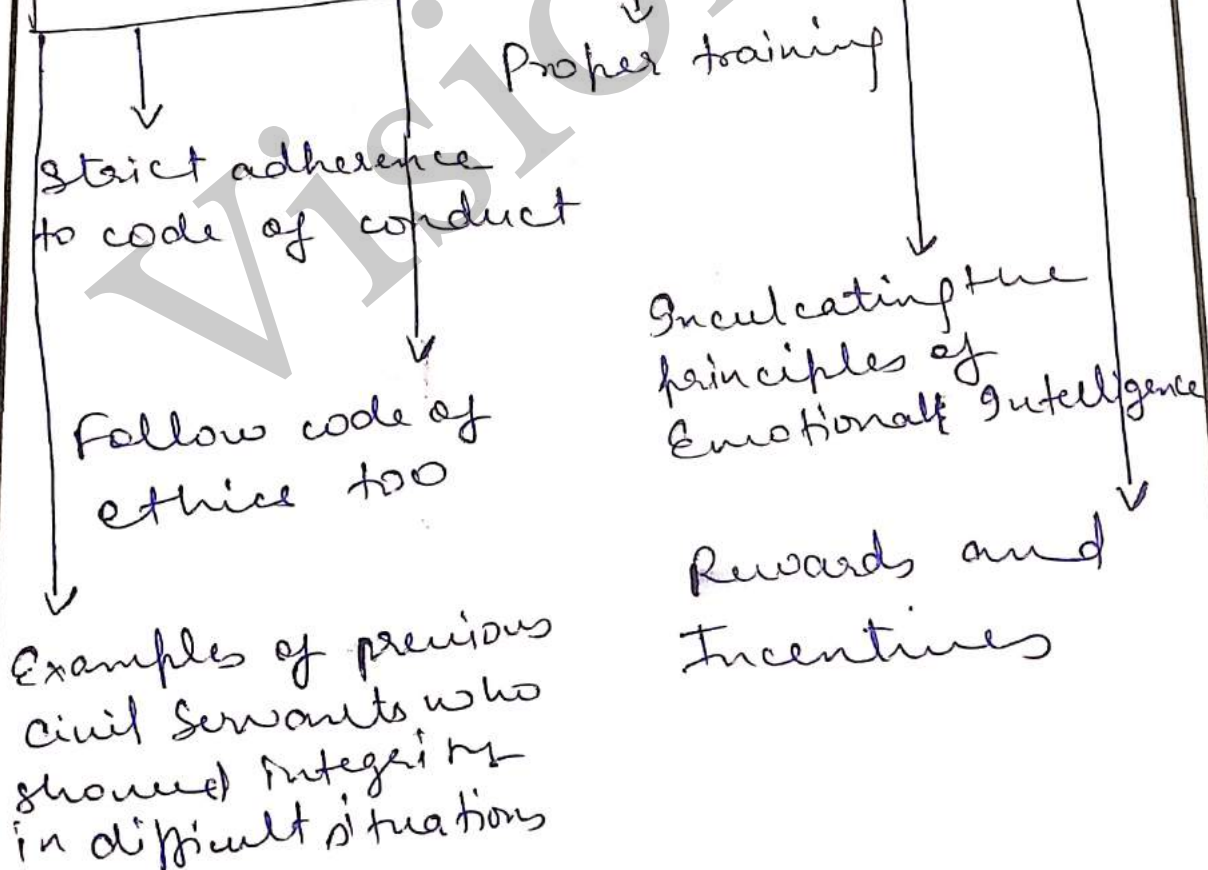 Proper training
Strict adherence
to code of conduct
Follow code of
ethics too
Examples of previous
Civil Servants who
showed integrity
in difficult situations
Inculcating the
principles of
Emotional Intelligence
Rewards and
Incentives
Visio